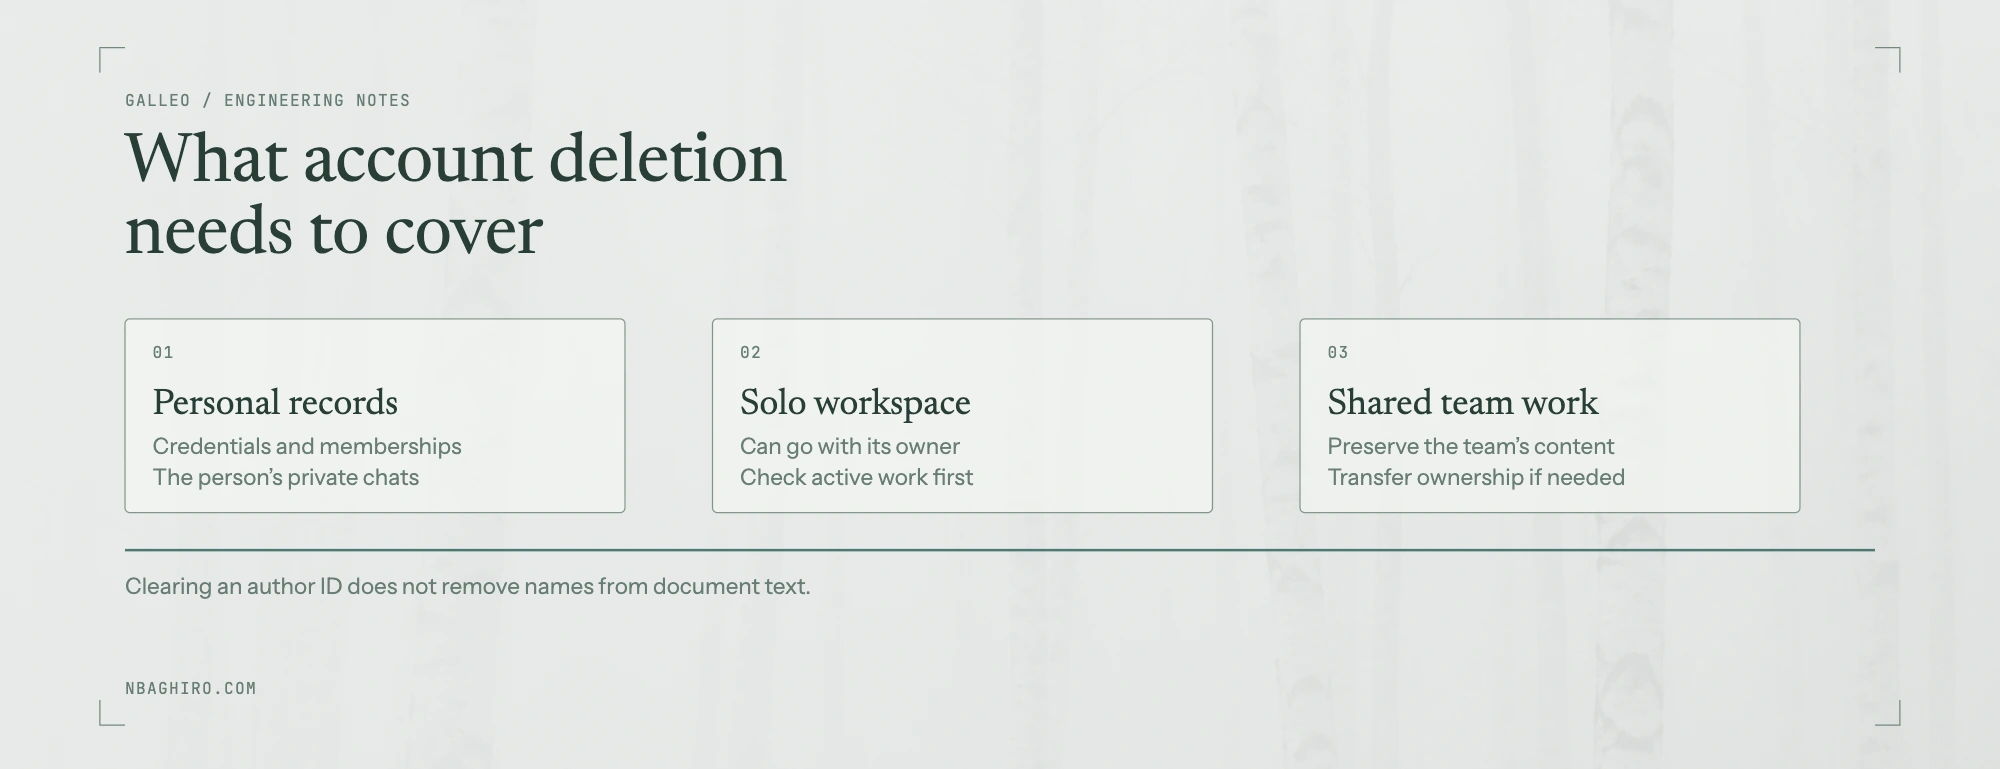 GALLEO / ENGINEERING NOTES
What account deletion
needs to cover
01
Personal records
Credentials and memberships
The person’s private chats
02
Solo workspace
Can go with its owner
Check active work first
03
Shared team work
Preserve the team’s content
Transfer ownership if needed
Clearing an author ID does not remove names from document text.
NBAGHIRO.COM